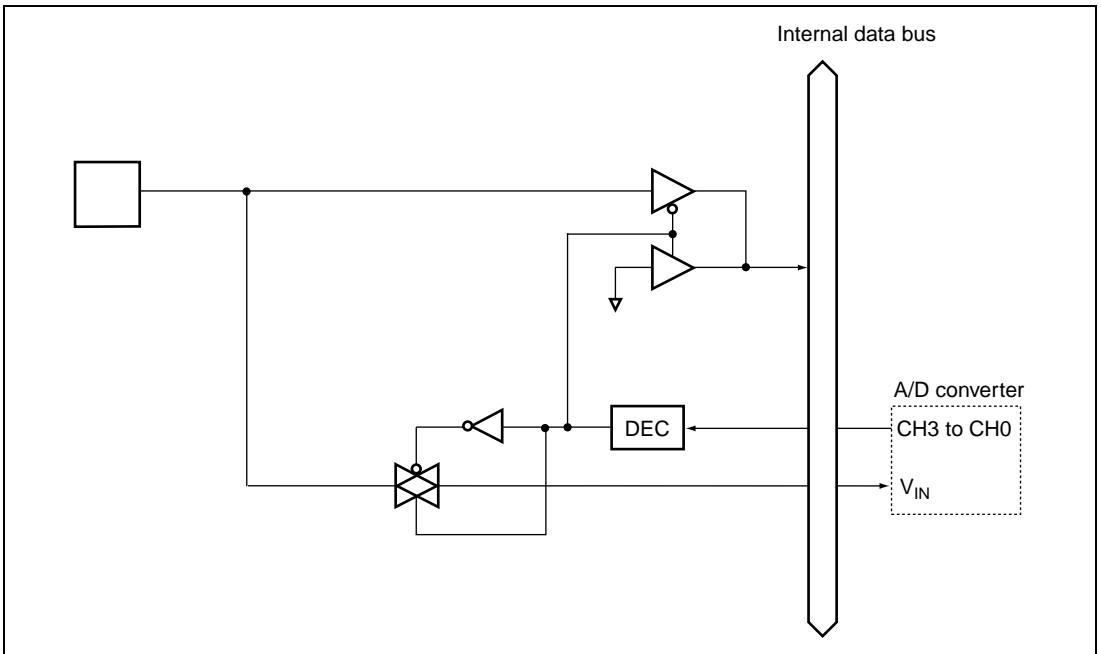 Internal data bus
A/D converter
DEC
CH3 to CH0
VIN